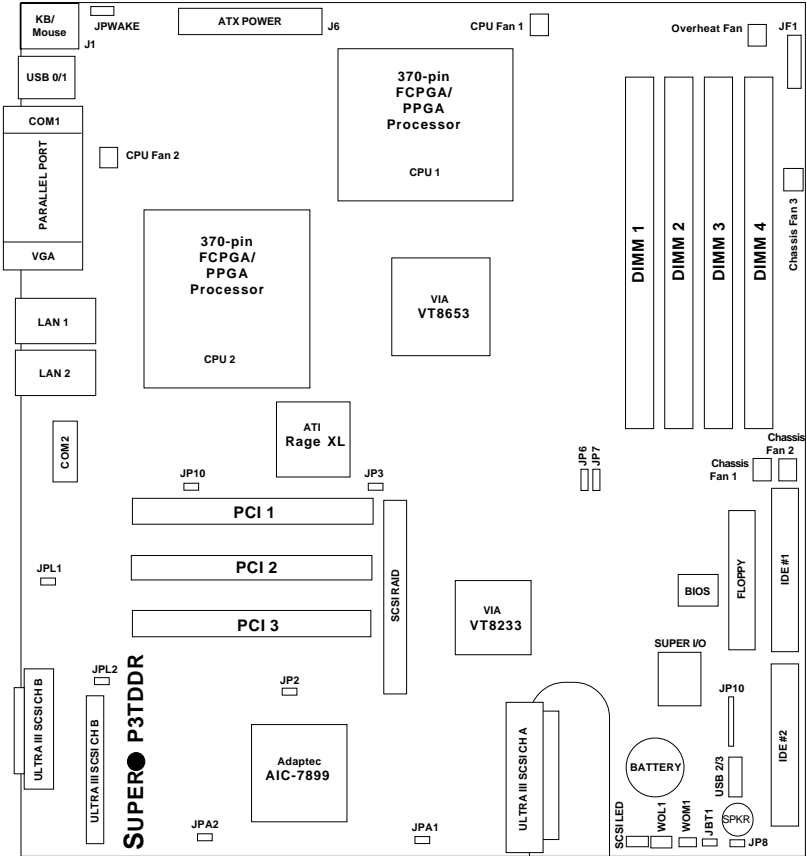 KB/
Mouse
JPWAKE
J1
ATX POWER
J6
CPU Fan 1
Overheat Fan
JF1
USB 0/1
370-pin
FCPGA/
PPGA
Processor
CPU 1
COM1
PARALLEL PORT
VGA
CPU Fan 2
DIMM 1
DIMM 2
DIMM 3
DIMM 4
Chassis Fan 3
370-pin
FCPGA/
PPGA
Processor
CPU 2
VIA
VT8653
LAN 1
LAN 2
ATI
Rage XL
COM2
Chassis
Fan 2
Chassis
Fan 1
JP6
JP7
JP10
JP3
PCI 1
PCI 2
PCI 3
SCSI RAID
JPL1
VIA
VT8233
BIOS
FLOPPY
IDE #1
SUPER I/O
JPL2
JP2
JP10
ULTRA III SCSI CH B
ULTRA III SCSI CH B
SUPER P3TDDR
Adaptec
AIC-7899
ULTRA III SCSI CH A
BATTERY
USB 2/3
IDE #2
SCSI LED
WOL1
WOM1
JBT1
SPKR
JP8
JPA2
JPA1